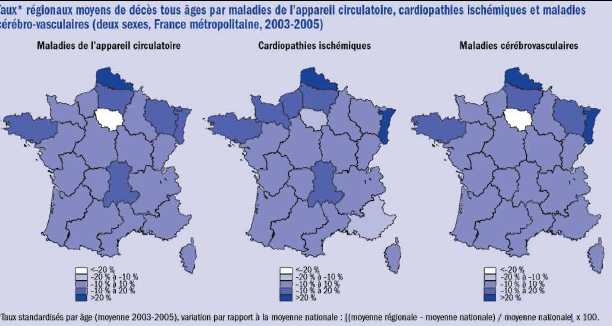 Taux* régionaux moyens de décès tous âges par maladies de l'appareil circulatoire, cardiopathies ischémiques et maladies
cérébro-vasculaires (deux sexes, France métropolitaine, 2003-2005)
Maladies de l'appareil circulatoire
Cardiopathies ischémiques
Maladies cérébrovasculaires
<-20 %
-20 % à -10 %
-10 % à 10 %
-10 % à 20 %
>20 %
<-20 %
-20 % à -10 %
-10 % à 10 %
-10 % à 20 %
>20 %
<-20 %
-20 % à -10 %
-10 % à 10 %
-10 % à 20 %
>20 %
*Taux standardisés par âge (moyenne 2003-2005), variation par rapport à la moyenne nationale : [(moyenne régionale - moyenne nationale) / moyenne nationale[ x 100.